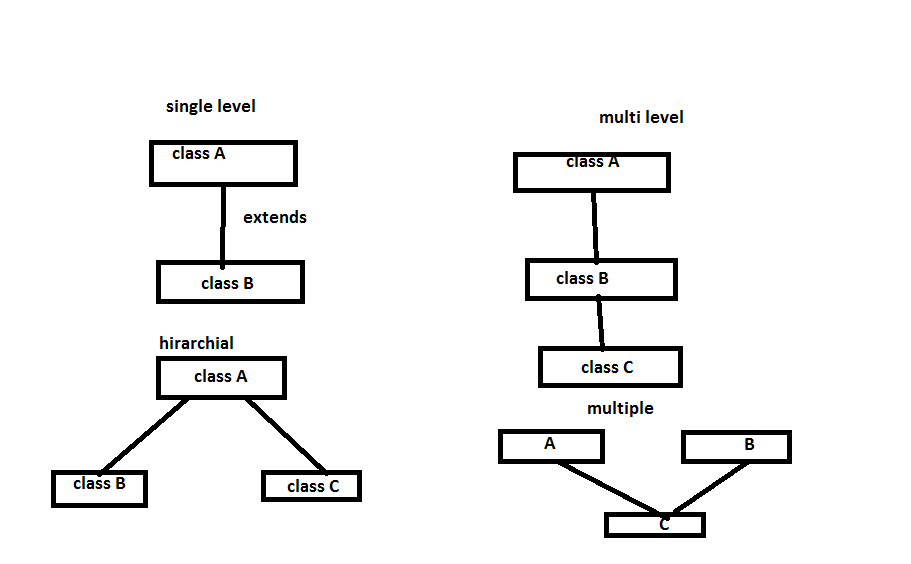 single level
class A
extends
class B
multi level
class A
class B
class C
hirarchial
class A
class B
class C
multiple
A
B
C